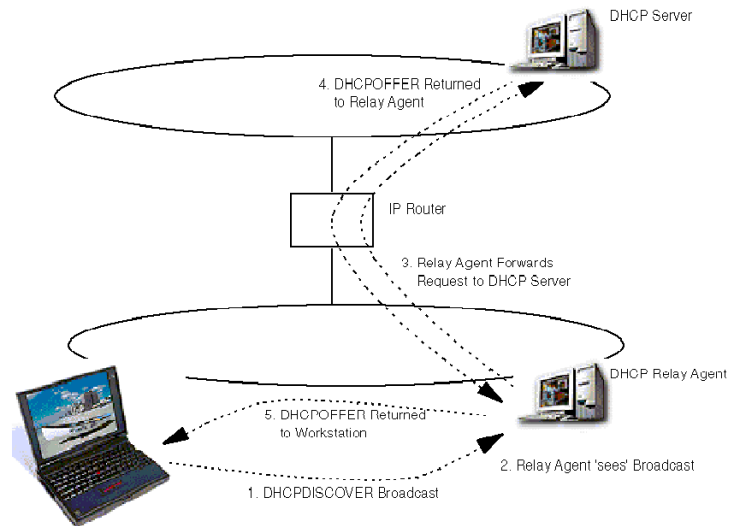 DHCP Server
4. DHCPOFFER Returned
to Relay Agent
IP Router
3. Relay Agent Forwards
Request to DHCP Server
DHCP Relay Agent
5. DHCPOFFER Returned
to Workstation
2. Relay Agent 'sees' Broadcast
1. DHCPDISCOVER Broadcast